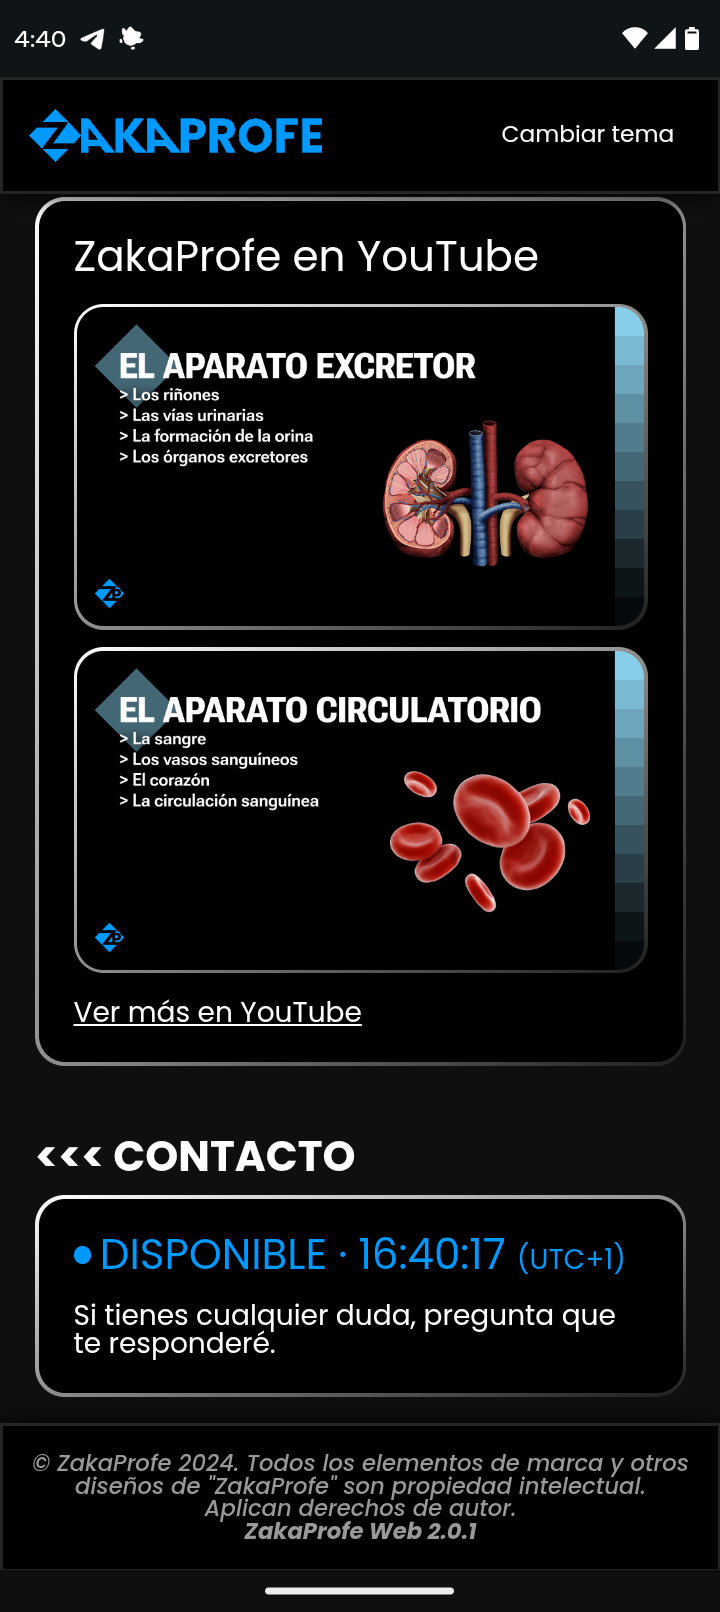 4:40
ZAKAPROFE
Cambiar tema
ZakaProfe en YouTube
EL APARATO EXCRETOR
> Los riñones
> Las vías urinarias
> La formación de la orina
> Los órganos excretores
ZP
EL APARATO CIRCULATORIO
> La sangre
> Los vasos sanguíneos
> El corazón
> La circulación sanguínea
ZP
Ver más en YouTube
<<< CONTACTO
DISPONIBLE · 16:40:17 (UTC+1)
Si tienes cualquier duda, pregunta que
te responderé.
© ZakaProfe 2024. Todos los elementos de marca y otros
diseños de "ZakaProfe" son propiedad intelectual.
Aplican derechos de autor.
ZakaProfe Web 2.0.1